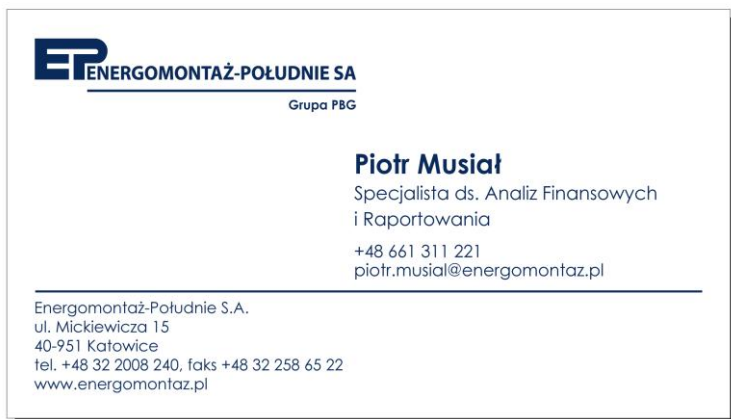 EP ENERGOMONTAŻ-POŁUDNIE SA
Grupa PBG
Piotr Musiał
Specjalista ds. Analiz Finansowych
i Raportowania
+48 661 311 221
piotr.musial@energomontaz.pl
Energomontaż-Południe S.A.
ul. Mickiewicza 15
40-951 Katowice
tel. +48 32 2008 240, faks +48 32 258 65 22
www.energomontaz.pl